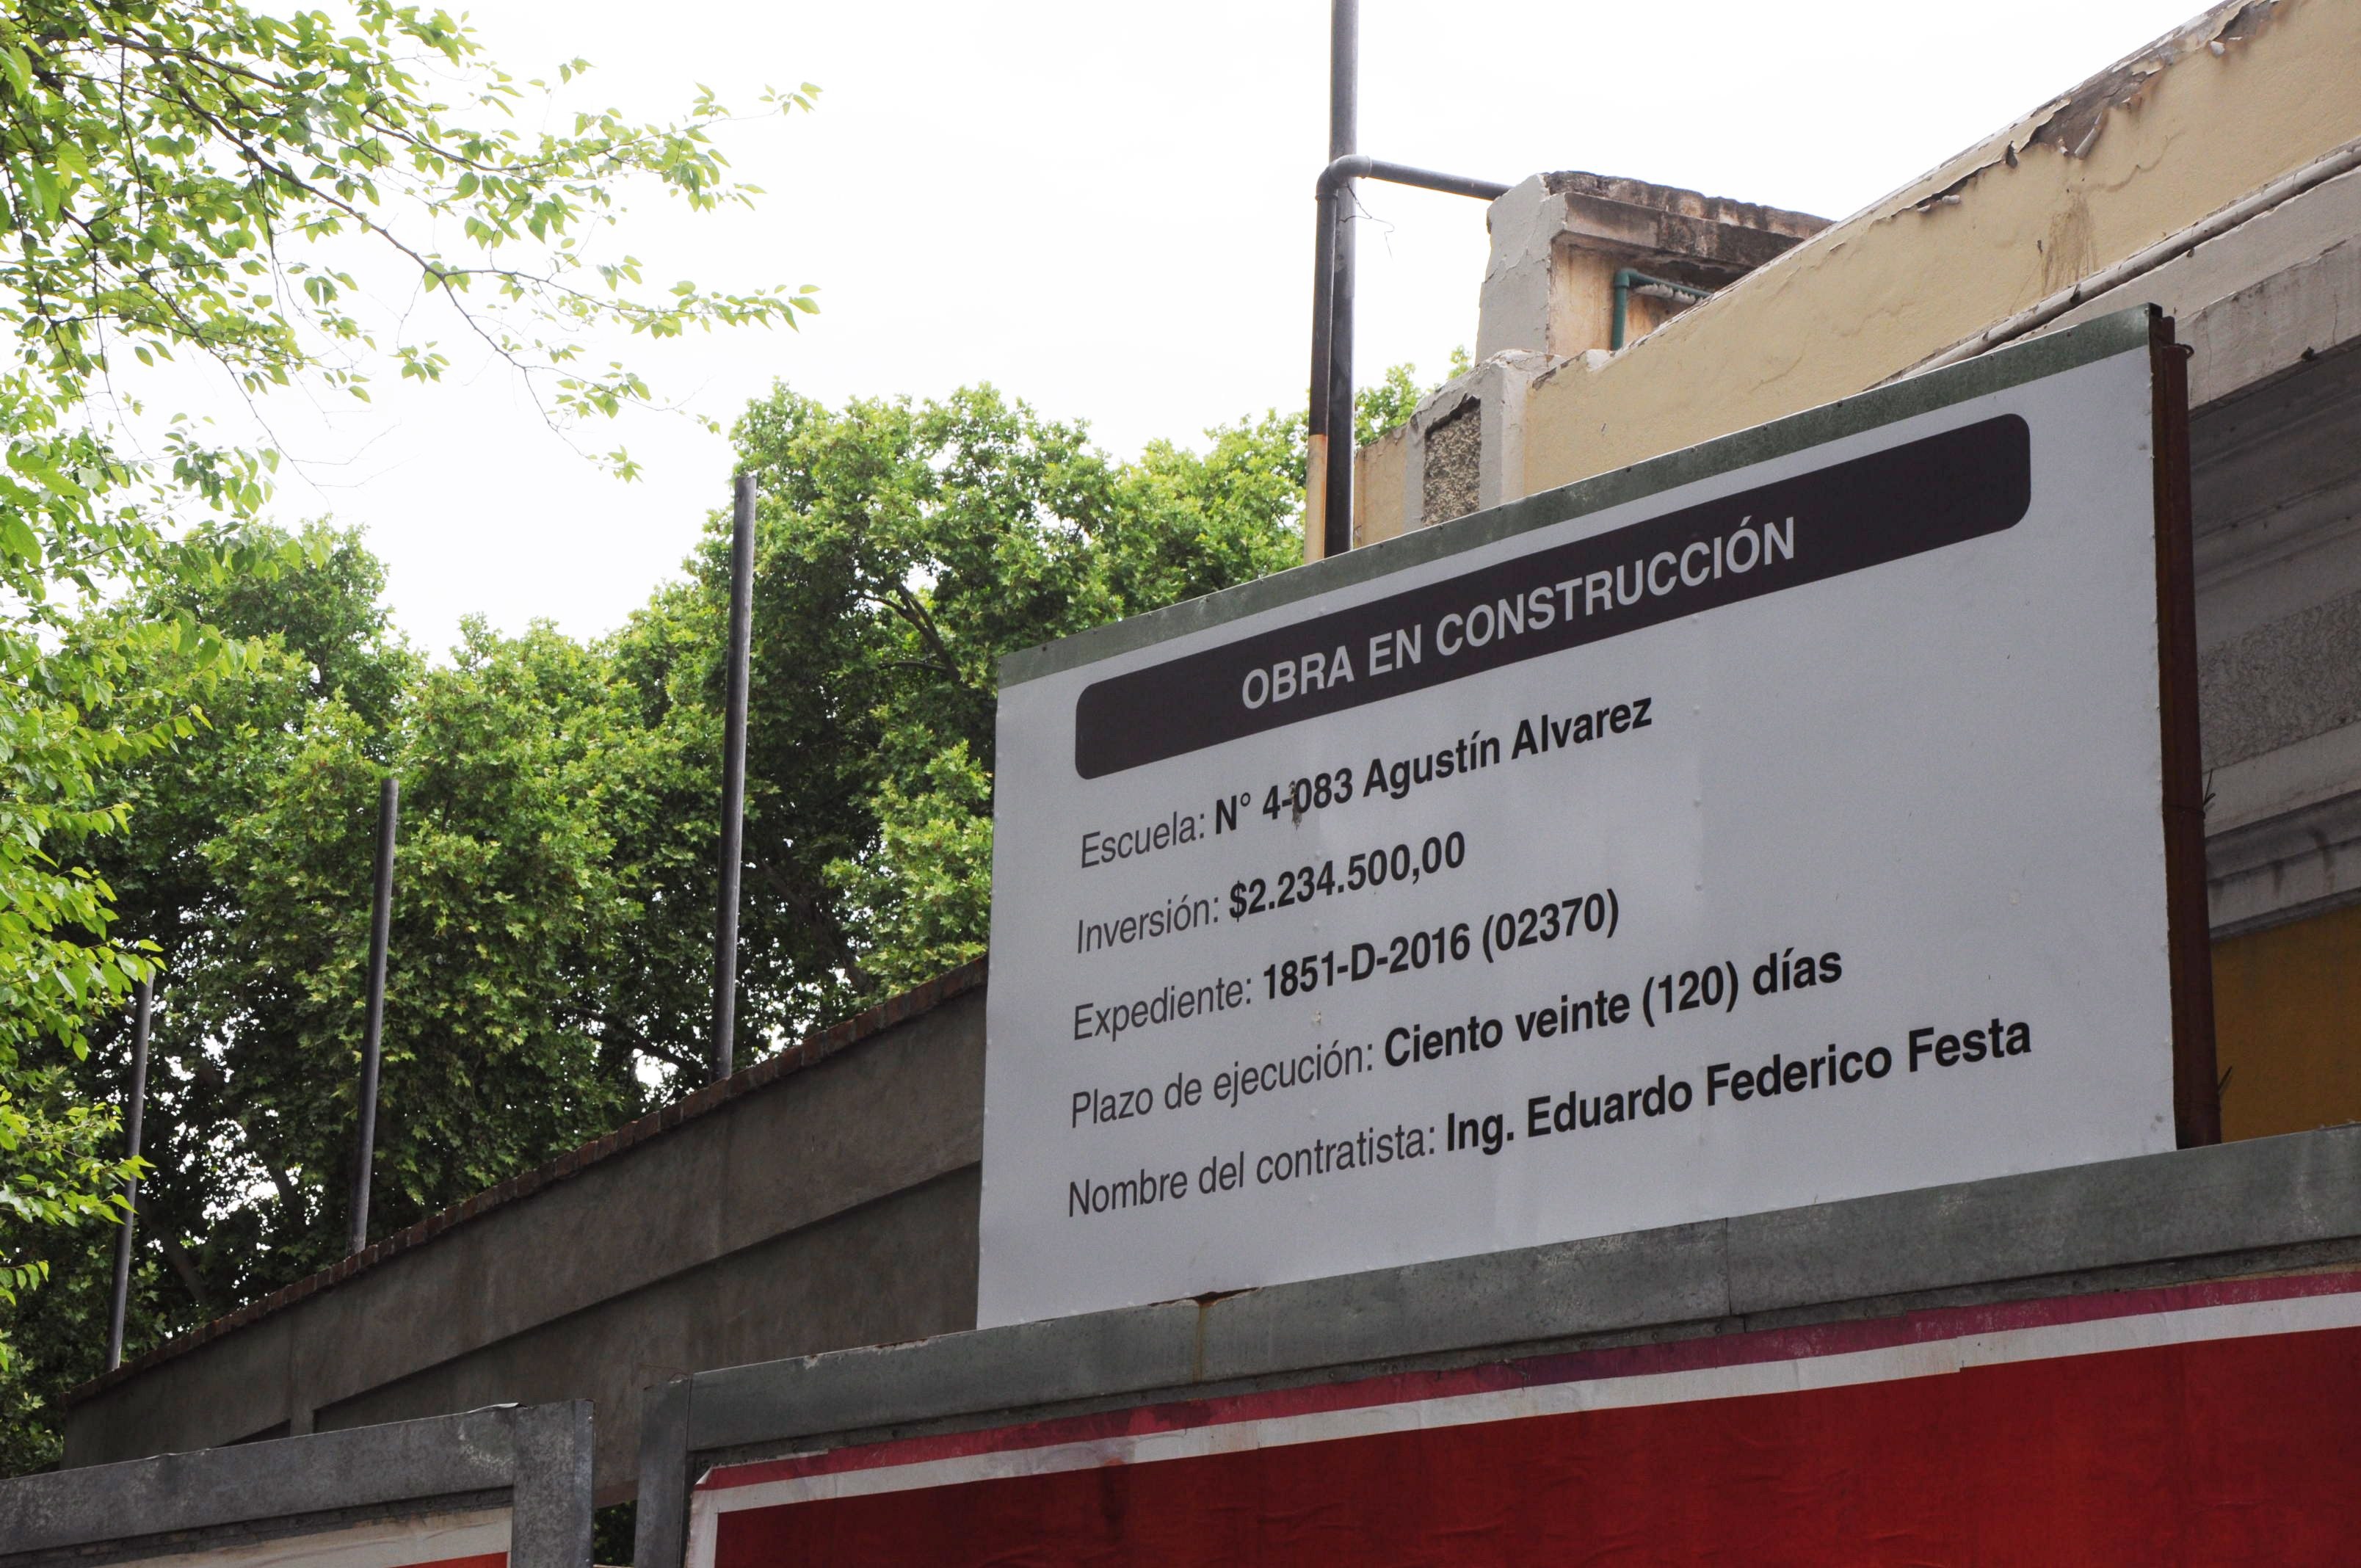 OBRA EN CONSTRUCCIÓN
Escuela: N° 4-083 Agustín Alvarez
Inversión: $2.234.500,00
Expediente: 1851-D-2016 (02370)
Plazo de ejecución: Ciento veinte (120) días
Nombre del contratista: Ing. Eduardo Federico Festa